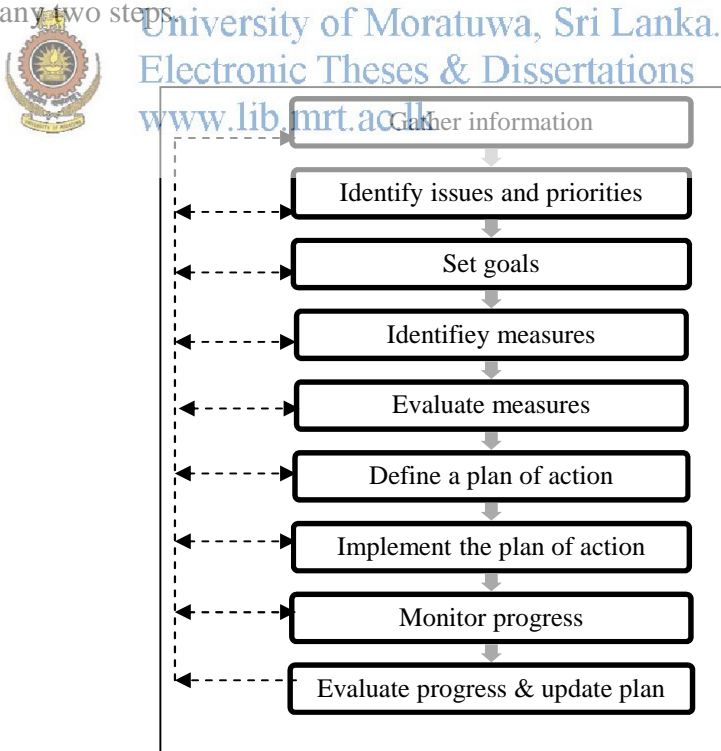 any two steps.
University of Moratuwa, Sri Lanka.
Electronic Theses & Dissertations
www.lib.mrt.ac.lk
Gather information
Identify issues and priorities
Set goals
Identifiey measures
Evaluate measures
Define a plan of action
Implement the plan of action
Monitor progress
Evaluate progress & update plan